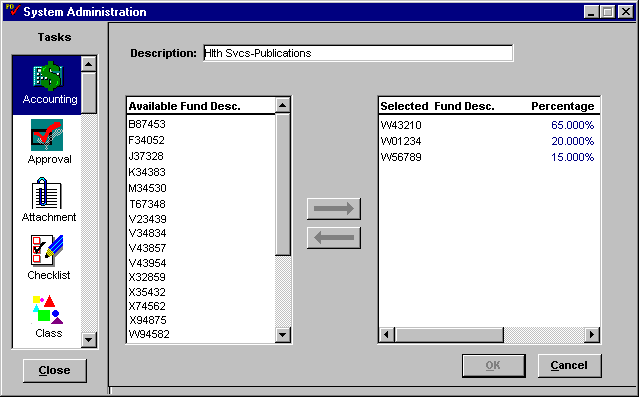 System Administration
Tasks
Accounting
Approval
Attachment
Checklist
Class
Close
Description: Hlth Svcs-Publications
Available Fund Desc.
B87453
F34052
J37328
K34383
M34530
T67348
V23439
V34834
V43857
V43954
X32859
X35432
X74562
X94875
W94582
Selected Fund Desc. Percentage
W43210 65.000%
W01234 20.000%
W56789 15.000%
OK Cancel